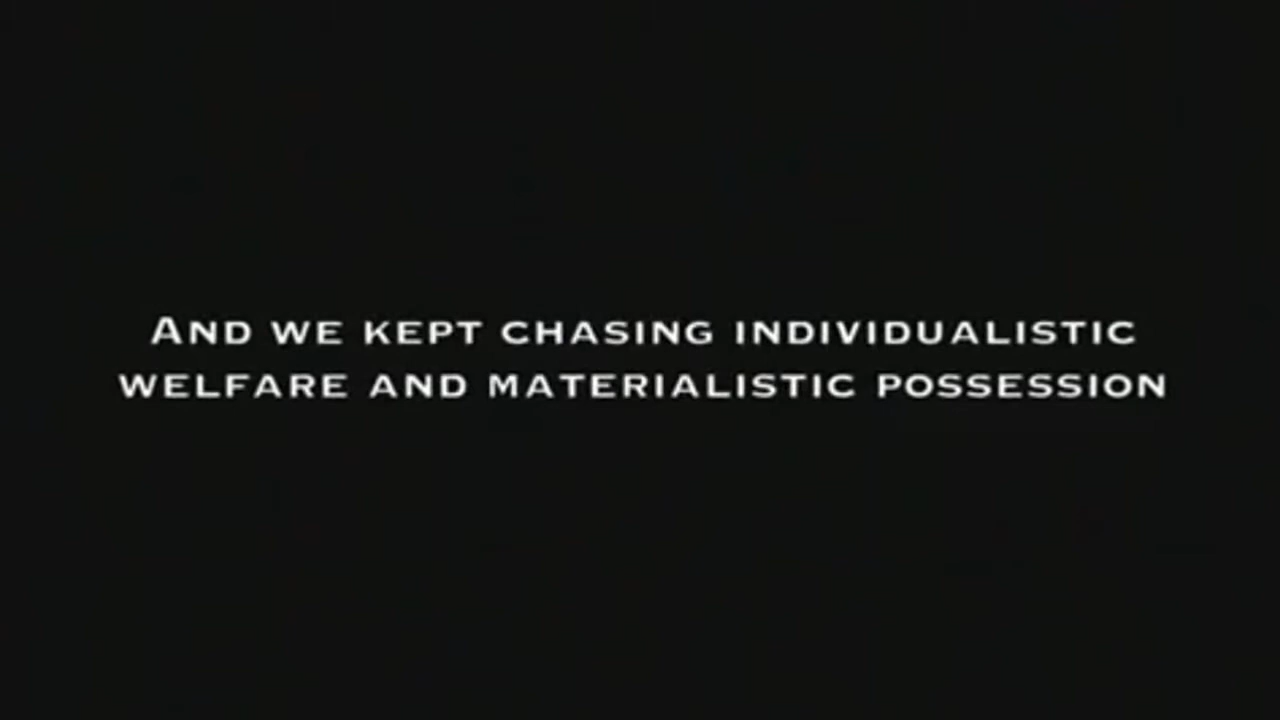 And we kept chasing individualistic
welfare and materialistic possession